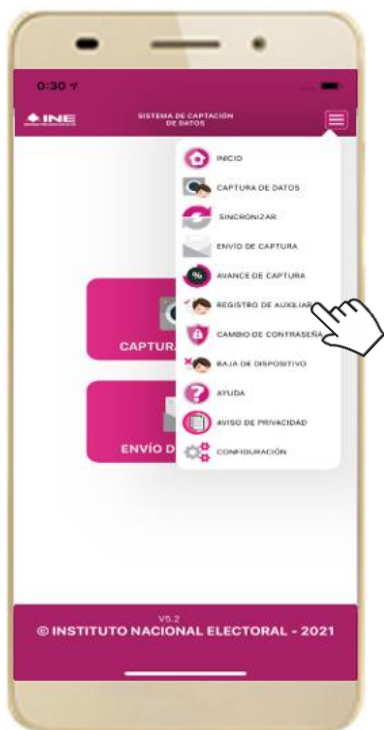 0:30
INE
SISTEMA DE CAPTACIÓN
DE DATOS
INICIO
CAPTURA DE DATOS
SINCRONIZAR
ENVÍO DE CAPTURA
% AVANCE DE CAPTURA
REGISTRO DE AUXILIAR
CAMBIO DE CONTRASEÑA
BAJA DE DISPOSITIVO
? AYUDA
AVISO DE PRIVACIDAD
CONFIGURACIÓN
CAPTUR
ENVÍO D
V5.2
© INSTITUTO NACIONAL ELECTORAL - 2021